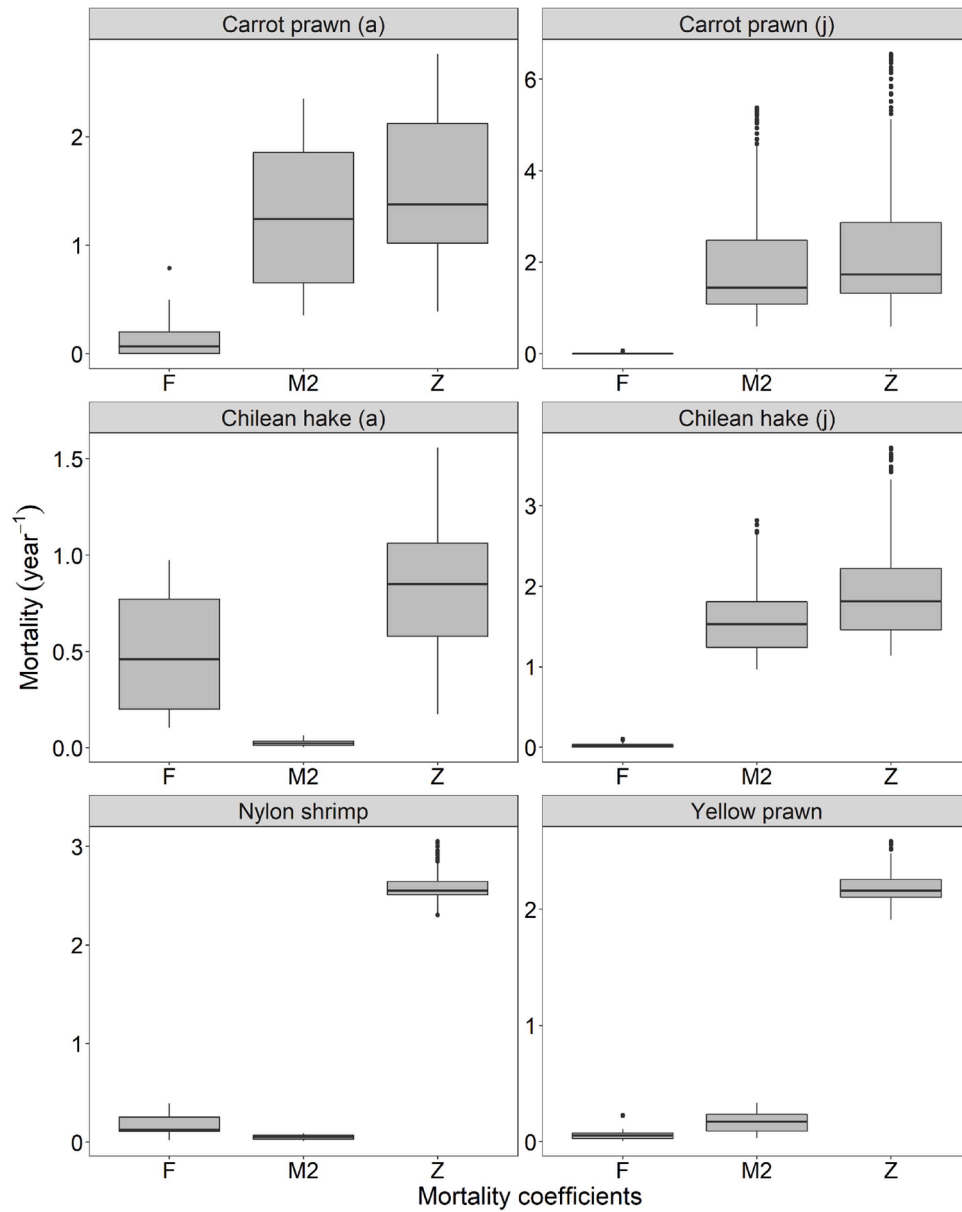 Carrot prawn (a)
Carrot prawn (j)
2
1
0
6
4
2
0
F M2 Z
F M2 Z
Chilean hake (a)
Chilean hake (j)
1.5
1.0
0.5
0.0
3
2
1
0
Mortality (year⁻¹)
F M2 Z
F M2 Z
Nylon shrimp
Yellow prawn
3
2
1
0
2
1
0
F M2 Z
F M2 Z
Mortality coefficients